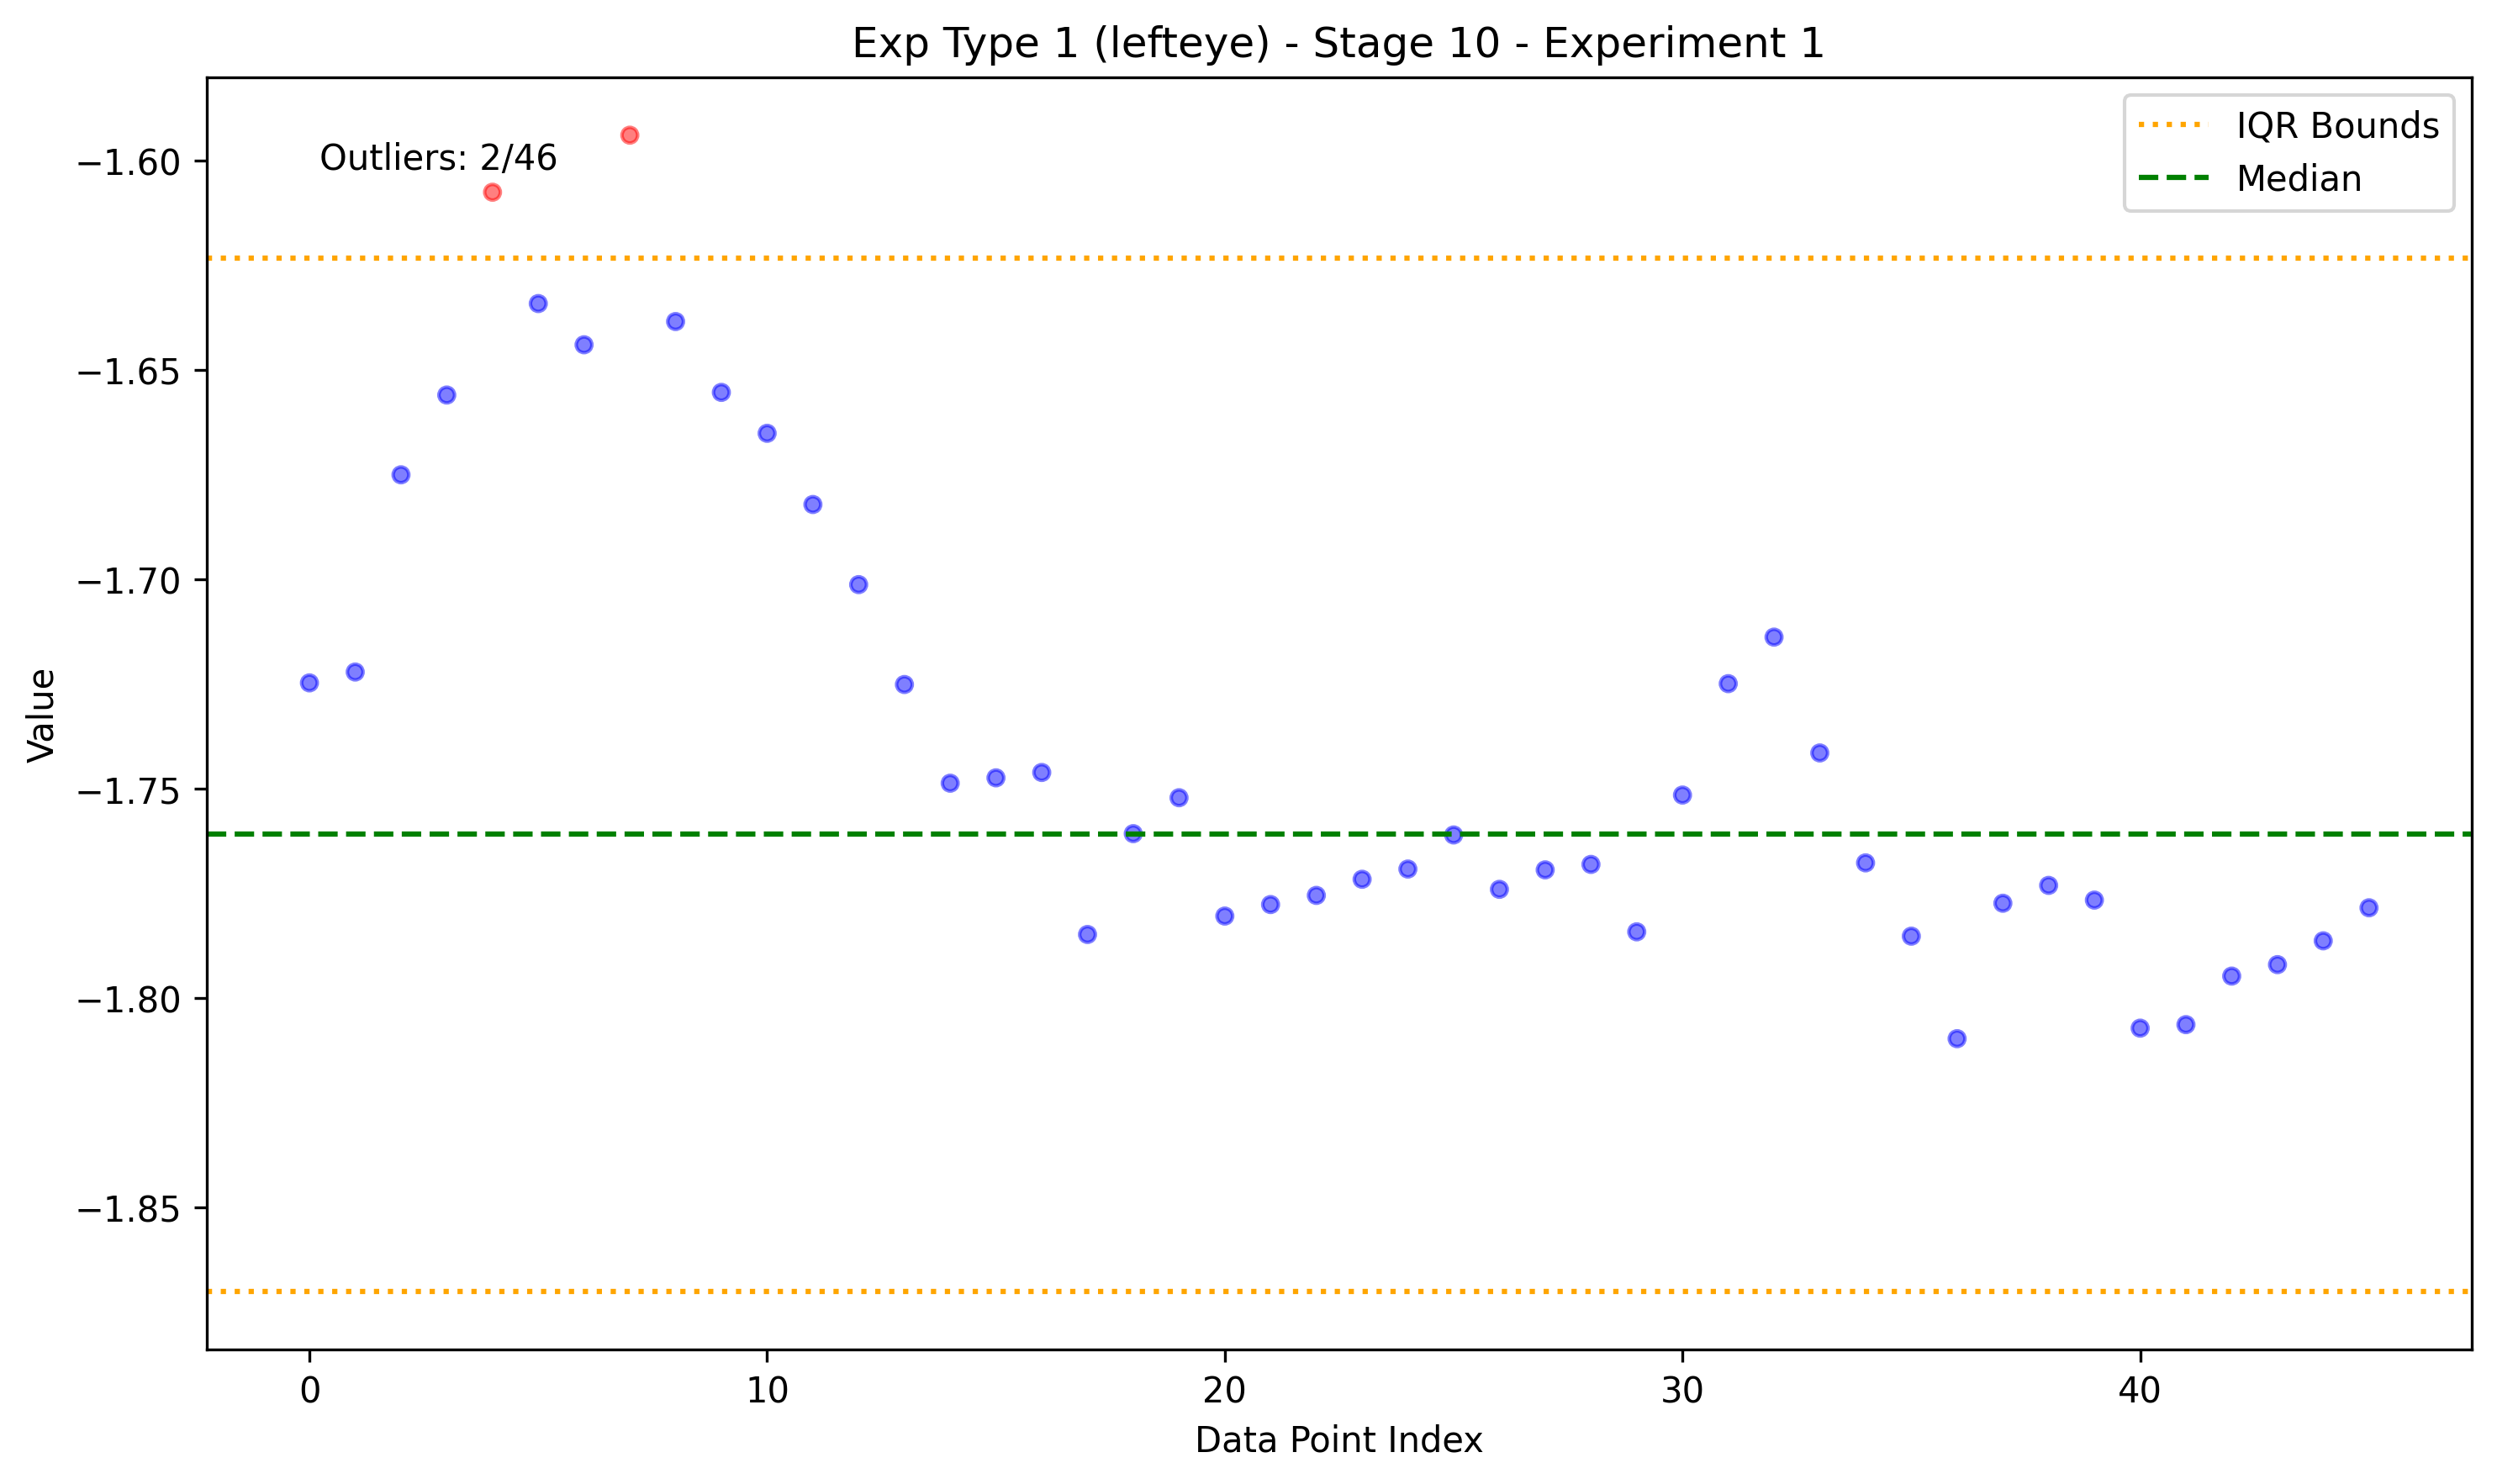 Exp Type 1 (lefteye) - Stage 10 - Experiment 1
Outliers: 2/46
IQR Bounds
Median
−1.60
−1.65
−1.70
−1.75
−1.80
−1.85
Value
0 10 20 30 40
Data Point Index